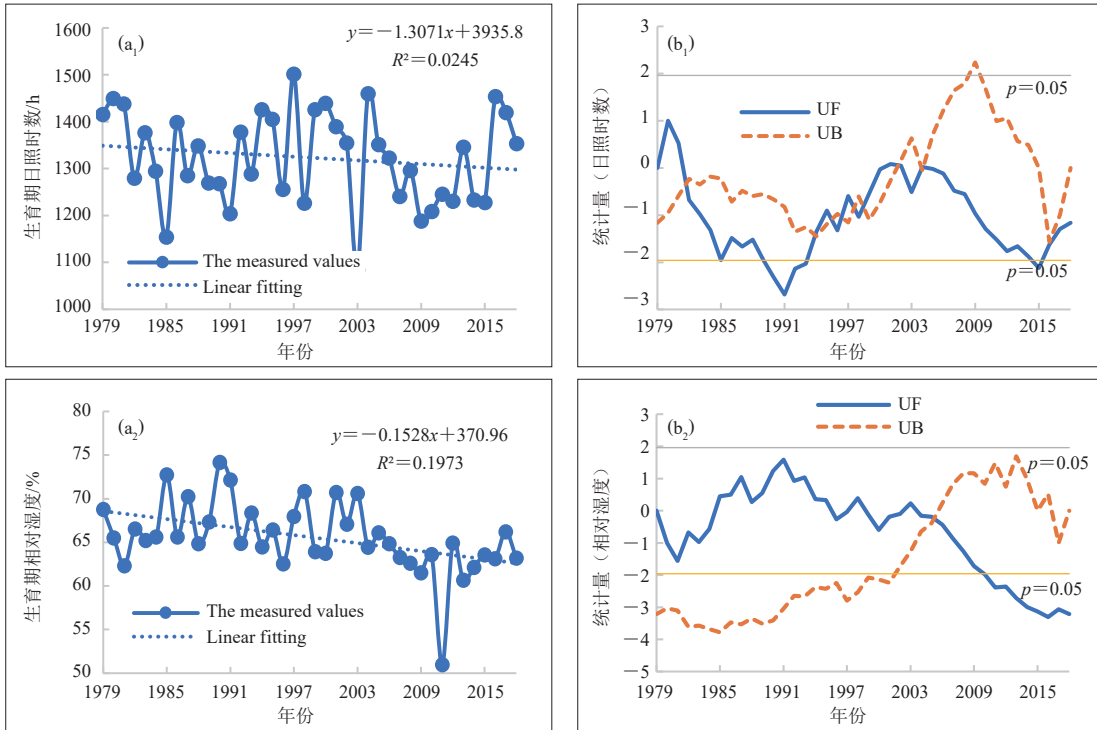 (a₁)
y=－1.3071x＋3935.8
R²=0.0245
生育期日照时数/h
1600
1500
1400
1300
1200
1100
1000
The measured values
Linear fitting
1979 1985 1991 1997 2003 2009 2015
年份
(b₁)
统计量（日照时数）
3
2
1
0
－1
－2
－3
UF
UB
p=0.05
p=0.05
1979 1985 1991 1997 2003 2009 2015
年份
(a₂)
y=－0.1528x＋370.96
R²=0.1973
生育期相对湿度/%
80
75
70
65
60
55
50
The measured values
Linear fitting
1979 1985 1991 1997 2003 2009 2015
年份
UF
UB
(b₂)
统计量（相对湿度）
3
2
1
0
－1
－2
－3
－4
－5
p=0.05
p=0.05
1979 1985 1991 1997 2003 2009 2015
年份